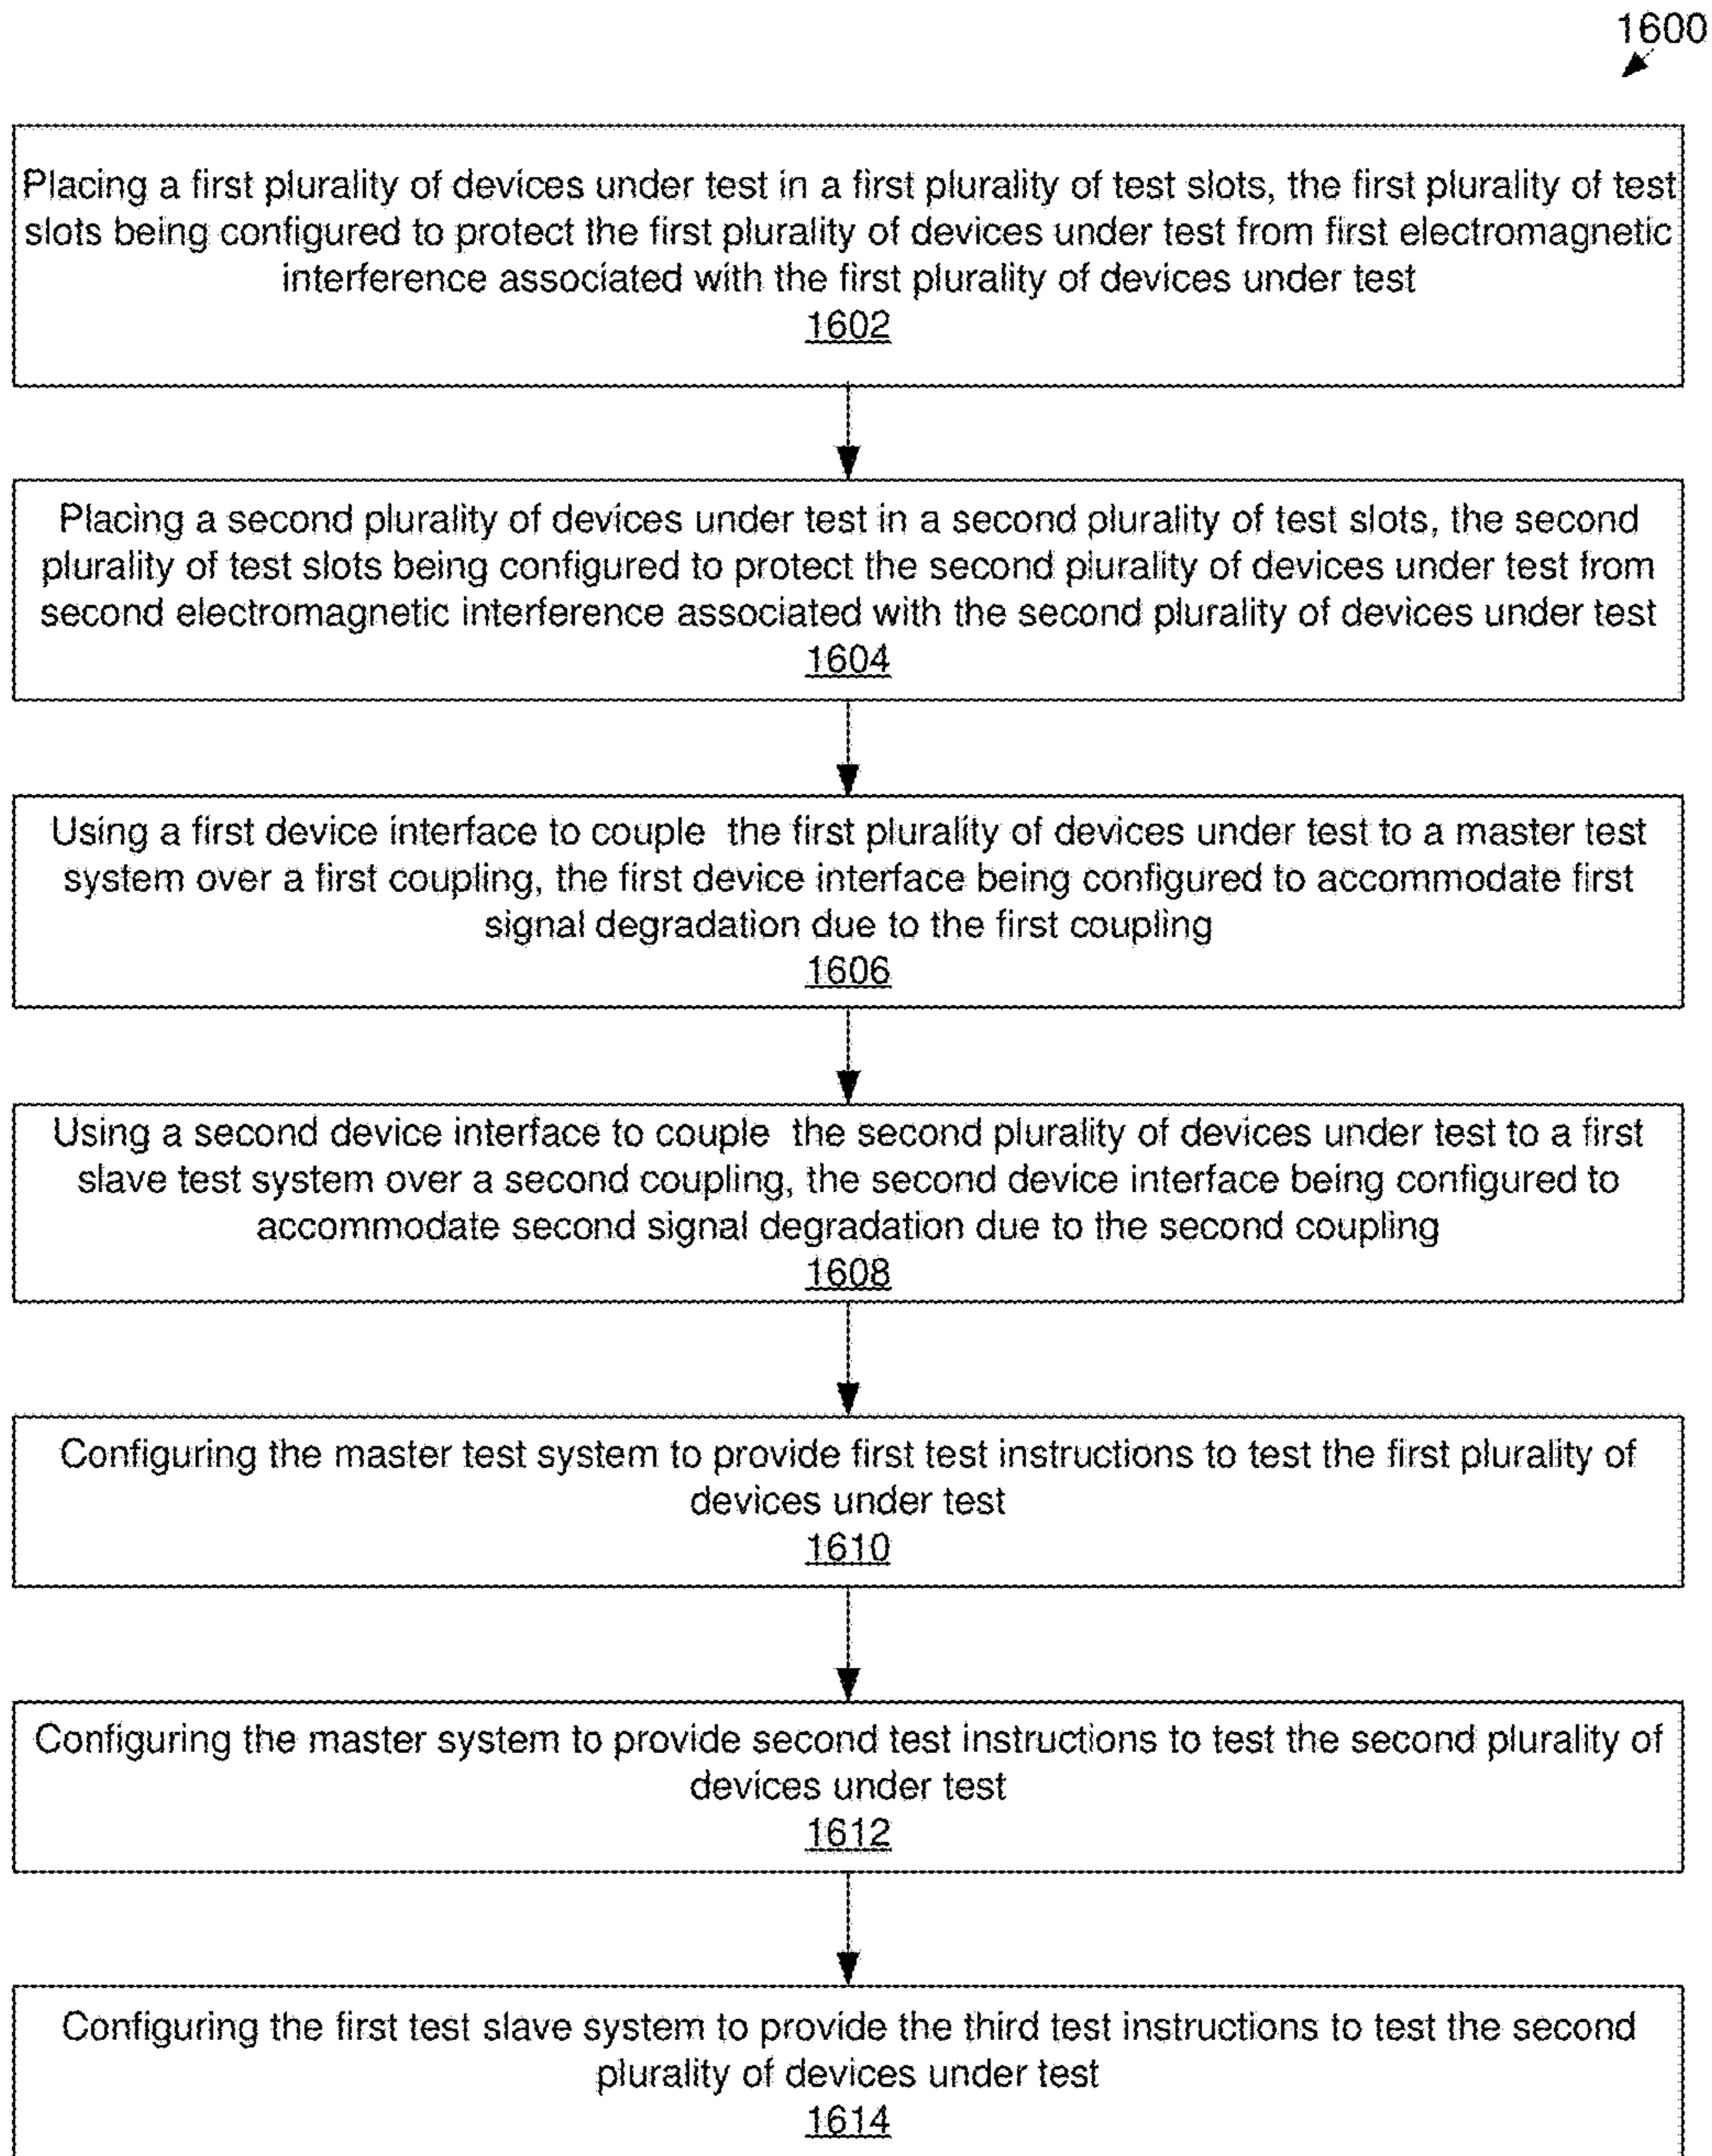 1600
Placing a first plurality of devices under test in a first plurality of test slots, the first plurality of test
slots being configured to protect the first plurality of devices under test from first electromagnetic
interference associated with the first plurality of devices under test
1602
Placing a second plurality of devices under test in a second plurality of test slots, the second
plurality of test slots being configured to protect the second plurality of devices under test from
second electromagnetic interference associated with the second plurality of devices under test
1604
Using a first device interface to couple the first plurality of devices under test to a master test
system over a first coupling, the first device interface being configured to accommodate first
signal degradation due to the first coupling
1606
Using a second device interface to couple the second plurality of devices under test to a first
slave test system over a second coupling, the second device interface being configured to
accommodate second signal degradation due to the second coupling
1608
Configuring the master test system to provide first test instructions to test the first plurality of
devices under test
1610
Configuring the master system to provide second test instructions to test the second plurality of
devices under test
1612
Configuring the first test slave system to provide the third test instructions to test the second
plurality of devices under test
1614